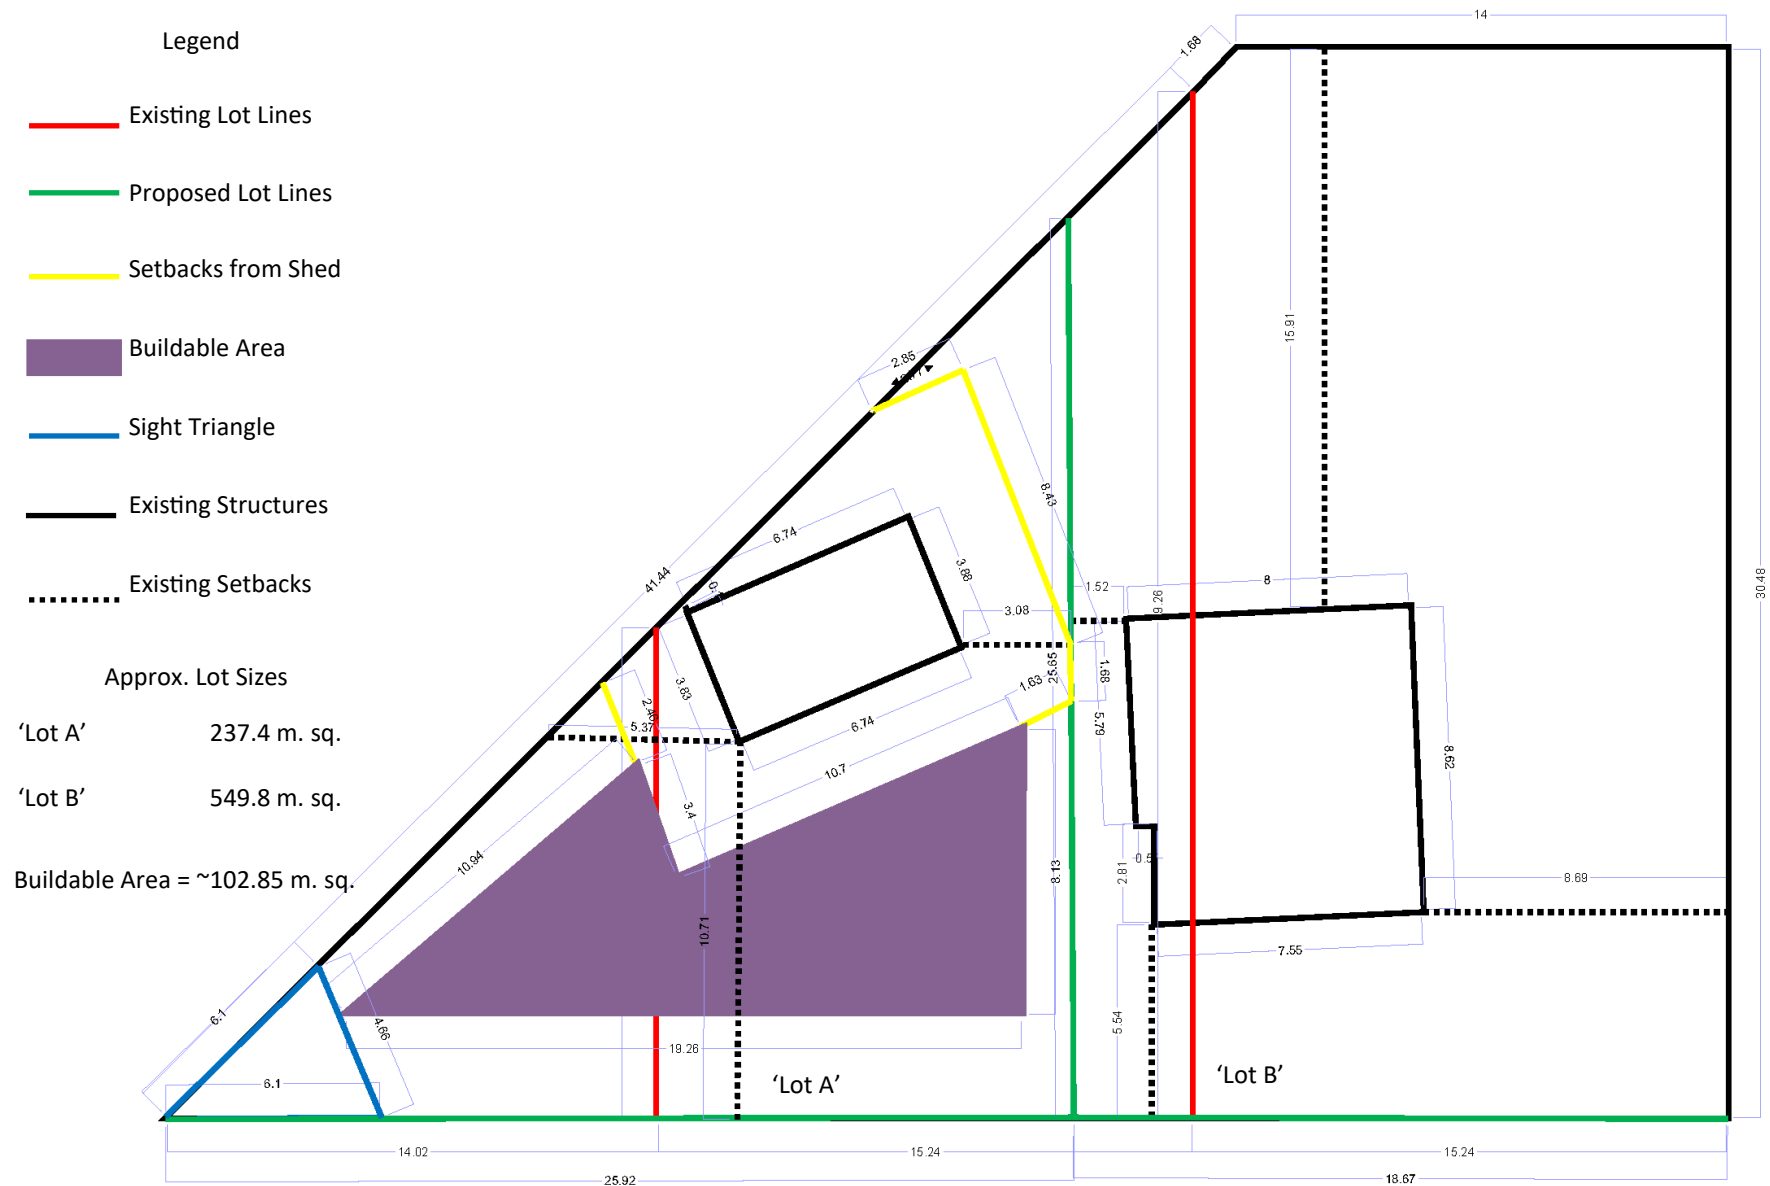 Legend
Existing Lot Lines
Proposed Lot Lines
Setbacks from Shed
Buildable Area
Sight Triangle
Existing Structures
Existing Setbacks
Approx. Lot Sizes
‘Lot A’ 237.4 m. sq.
‘Lot B’ 549.8 m. sq.
Buildable Area = ~102.85 m. sq.
14
1.68
15.91
30.48
41.44
2.85
8.43
6.74
3.88
3.08
1.52
9.26
8
25.65
1.68
1.63
3.83
5.37
6.74
5.79
8.62
10.7
3.4
10.94
2.81
8.13
8.69
10.71
7.55
5.54
6.1
4.66
19.26
6.1
‘Lot A’
‘Lot B’
14.02
15.24
15.24
25.92
18.67